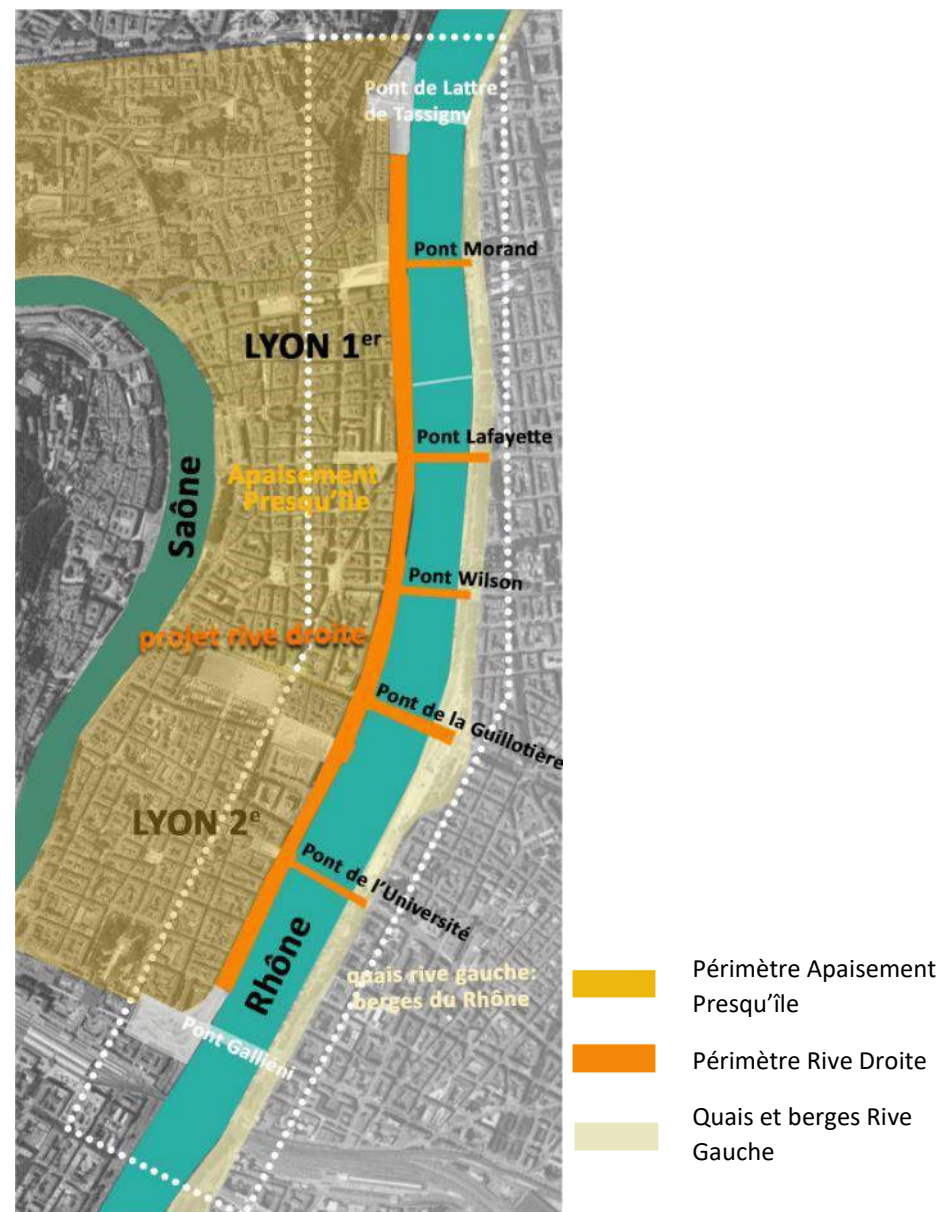 Pont de Lattre
de Tassigny
Pont Morand
LYON 1er
Pont Lafayette
Apaisement
Presqu'île
Saône
Pont Wilson
projet rive droite
Pont de la Guillotière
LYON 2e
Pont de l'Université
Rhône
quais rive gauche:
berges du Rhône
Pont Galliéni
Périmètre Apaisement
Presqu'île
Périmètre Rive Droite
Quais et berges Rive
Gauche